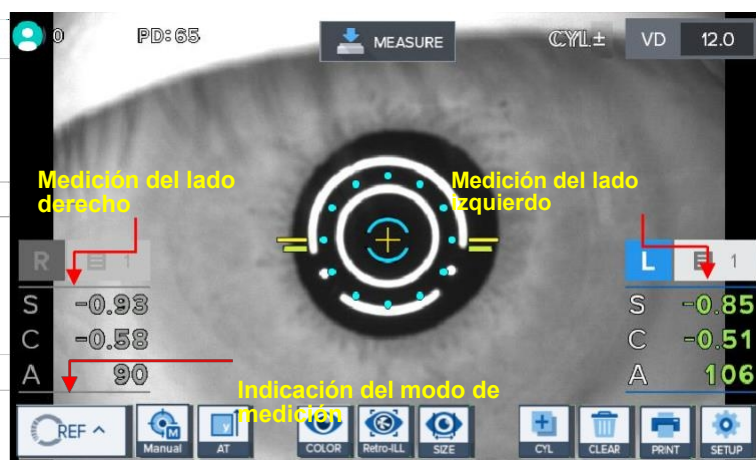 0 PD:65 MEASURE CYL± VD 12.0
Medición del lado
derecho
Medición del lado
izquierdo
R 1
L 1
S -0.93
C -0.58
A 90
S -0.85
C -0.51
A 106
Indicación del modo de
medición
REF Manual AT COLOR Retro-ILL SIZE CYL CLEAR PRINT SETUP